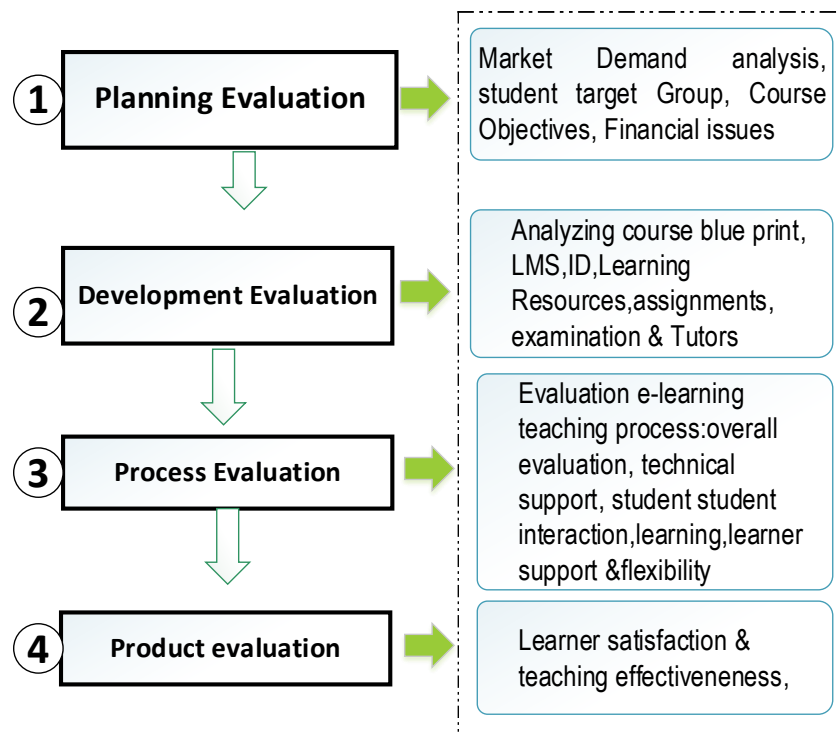 1
Planning Evaluation
Market Demand analysis,
student target Group, Course
Objectives, Financial issues
2
Development Evaluation
Analyzing course blue print,
LMS,ID,Learning
Resources,assignments,
examination & Tutors
3
Process Evaluation
Evaluation e-learning
teaching process:overall
evaluation, technical
support, student student
interaction,learning,learner
support &flexibility
4
Product evaluation
Learner satisfaction &
teaching effectiveneness,